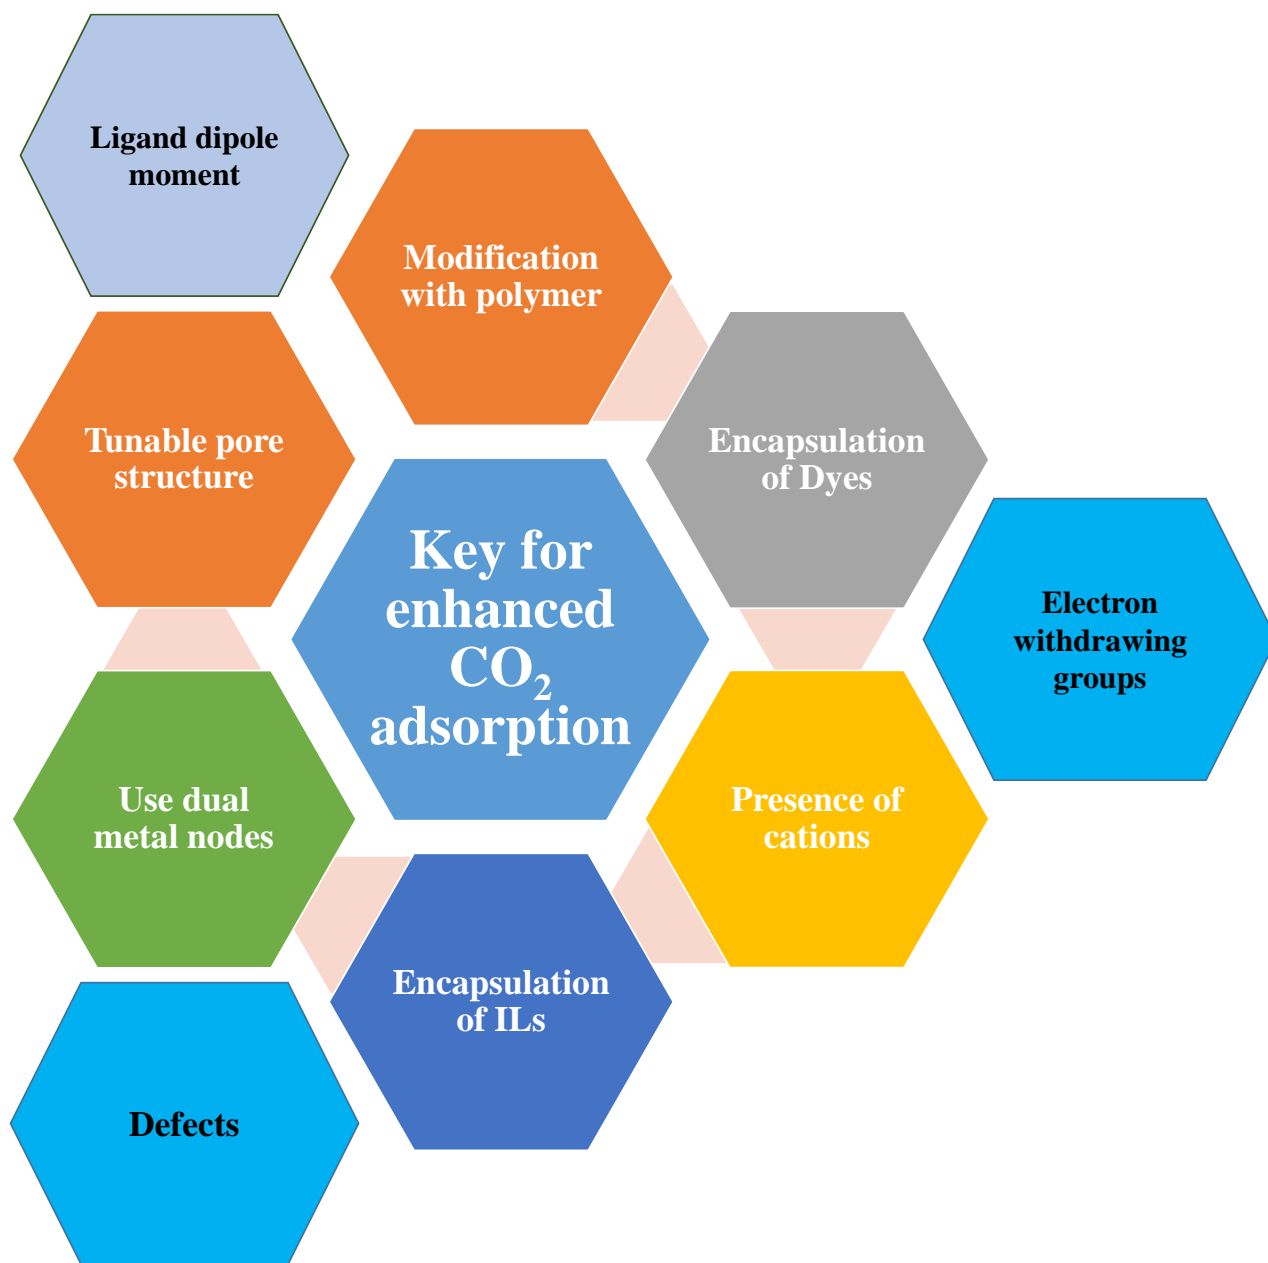 Ligand dipole
moment
Modification
with polymer
Tunable pore
structure
Encapsulation
of Dyes
Key for
enhanced
CO₂
adsorption
Electron
withdrawing
groups
Use dual
metal nodes
Presence of
cations
Encapsulation
of ILs
Defects